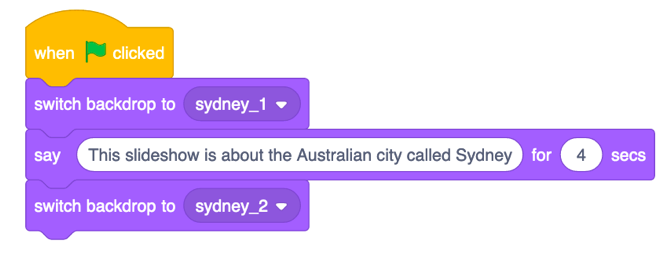 when clicked
switch backdrop to sydney_1
say This slideshow is about the Australian city called Sydney for 4 secs
switch backdrop to sydney_2